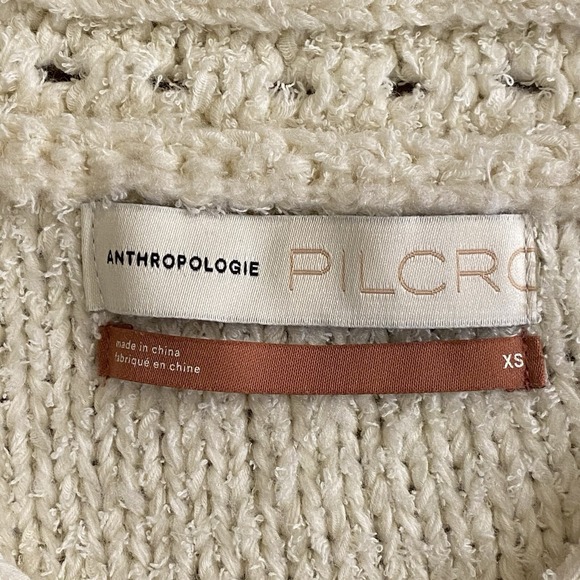 ANTHROPOLOGIE PILCRO
made in china
fabriqué en chine
XS